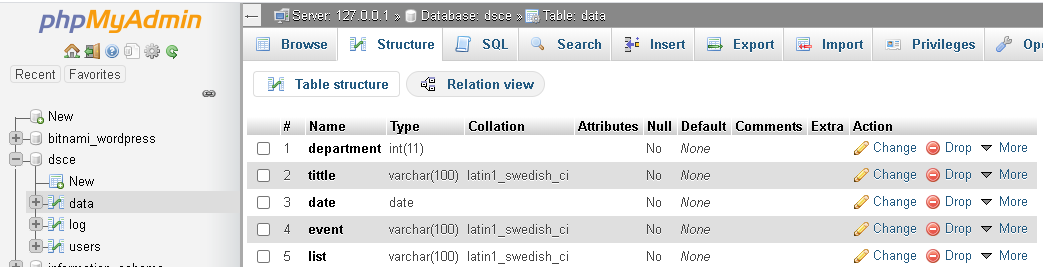 phpMyAdmin
Recent Favorites
New
bitnami_wordpress
dsce
New
data
log
users
Server: 127.0.0.1 » Database: dsce » Table: data
Browse Structure SQL Search Insert Export Import Privileges
Table structure Relation view
# Name Type Collation Attributes Null Default Comments Extra Action
1 department int(11) No None Change Drop More
2 tittle varchar(100) latin1_swedish_ci No None Change Drop More
3 date date No None Change Drop More
4 event varchar(100) latin1_swedish_ci No None Change Drop More
5 list varchar(100) latin1_swedish_ci No None Change Drop More